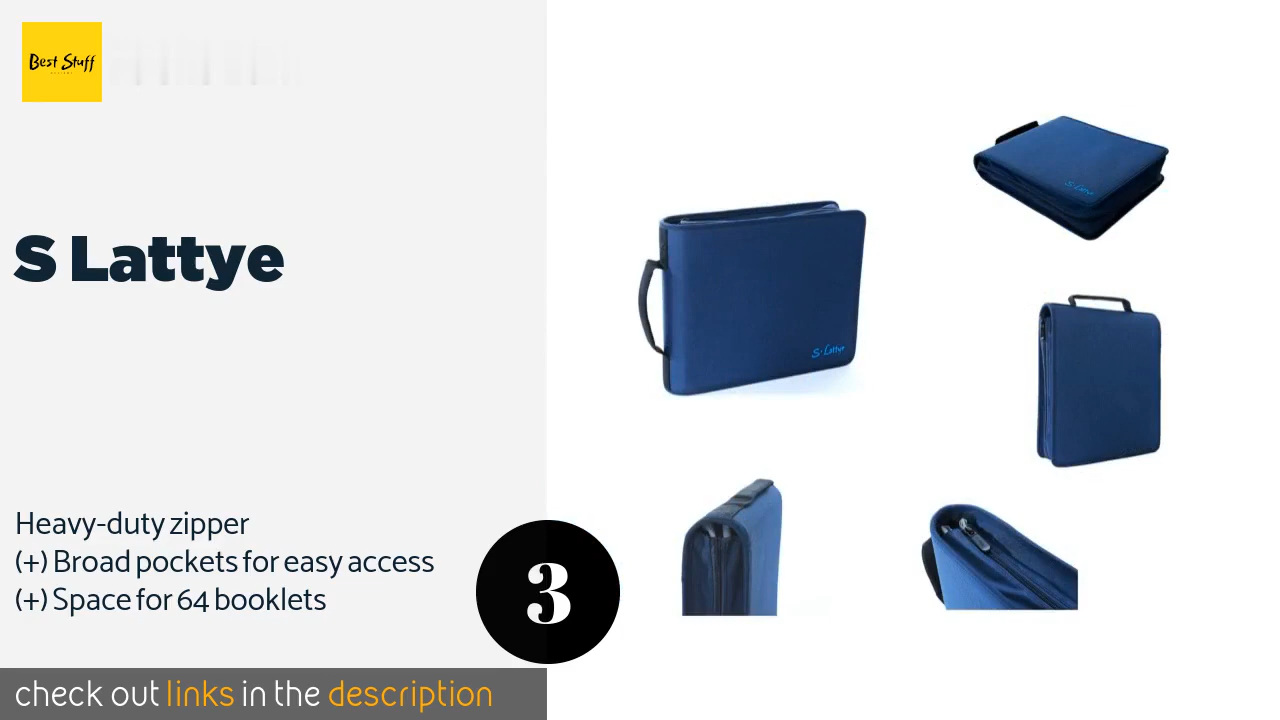 Best Stuff
S Lattye
S·Lattye
S·Lattye
Heavy-duty zipper
(+) Broad pockets for easy access
(+) Space for 64 booklets
3
check out links in the description